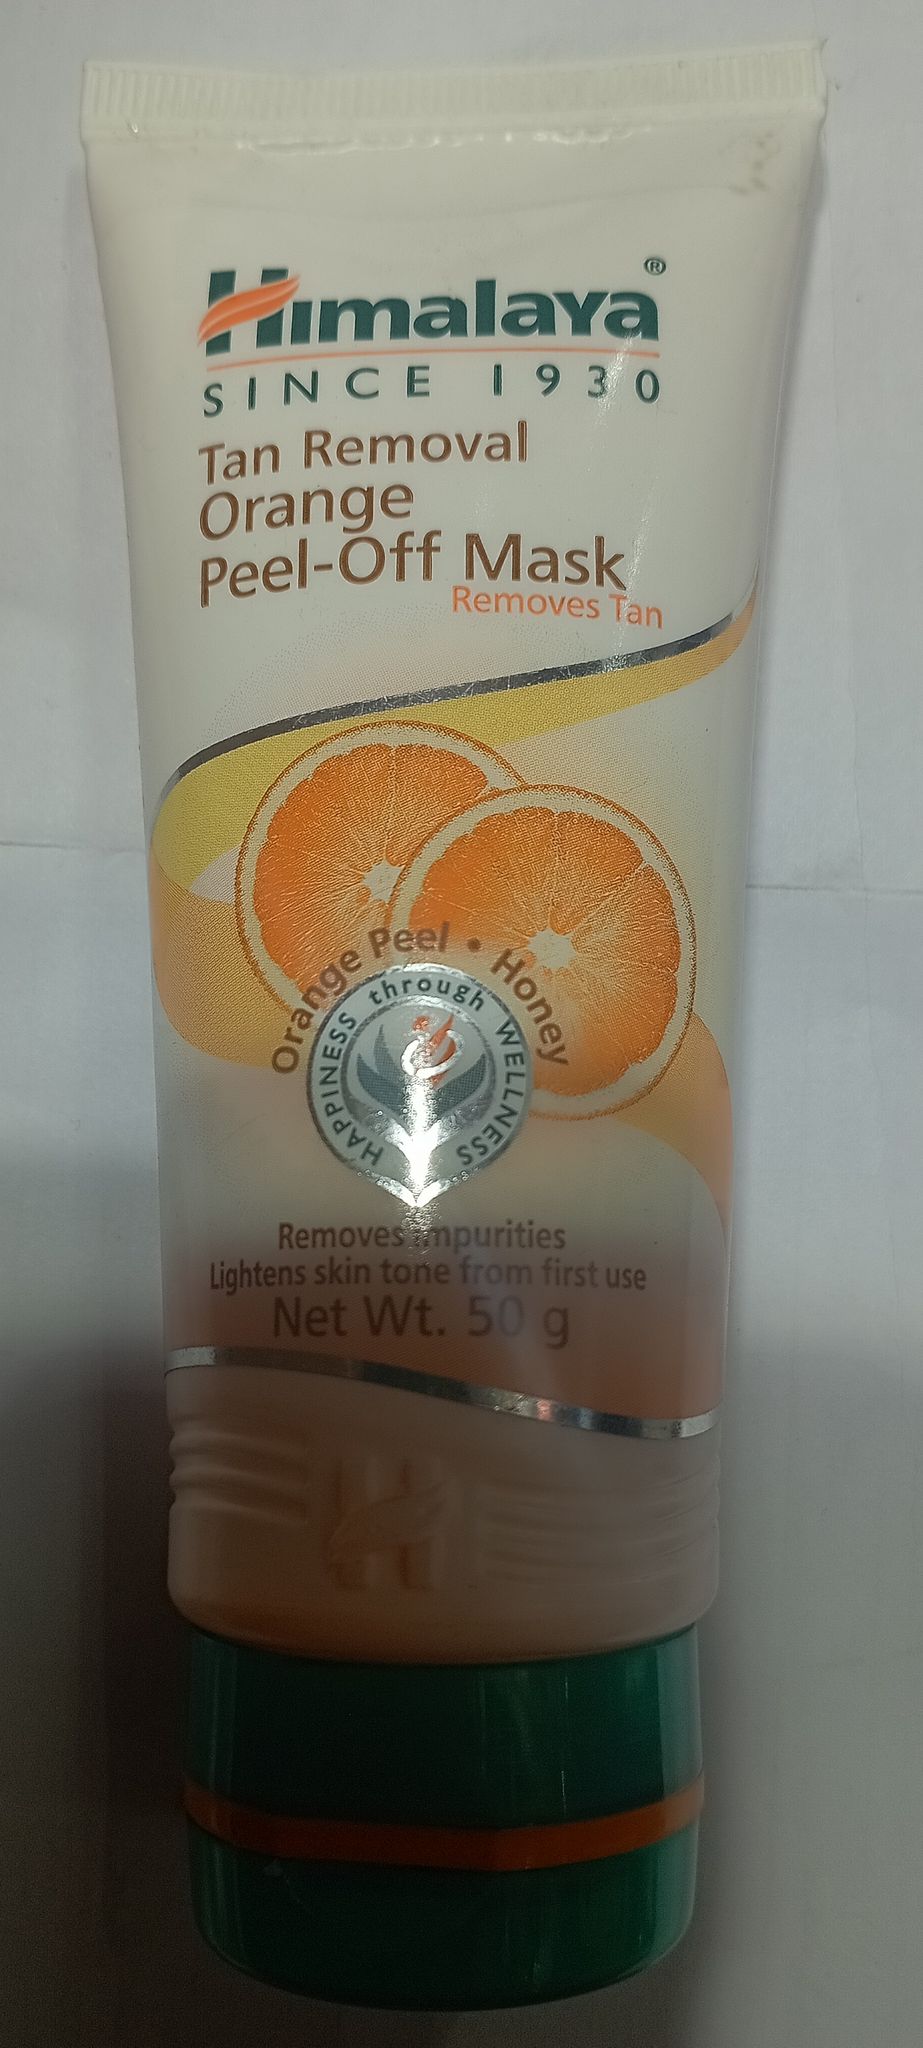 Himalaya®
SINCE 1930
Tan Removal
Orange
Peel-Off Mask
Removes Tan
Orange Peel • Honey
HAPPINESS through WELLNESS
Removes impurities
Lightens skin tone from first use
Net Wt. 50 g